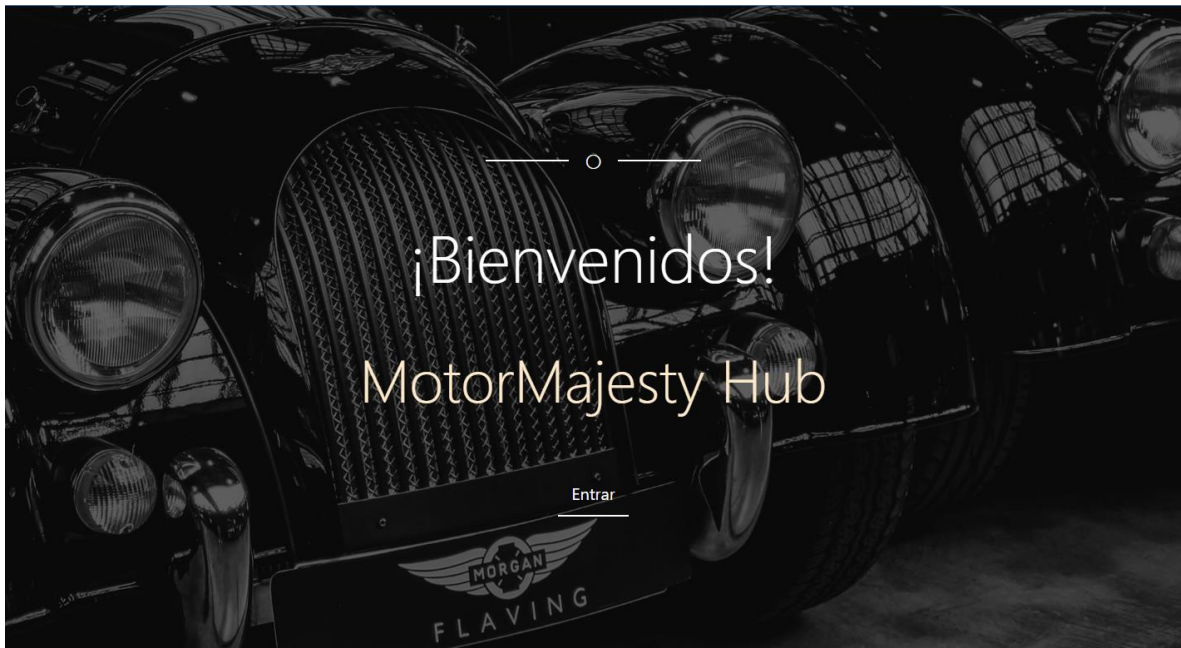 ¡Bienvenidos!
MotorMajesty Hub
Entrar
MORGAN
FLAVING